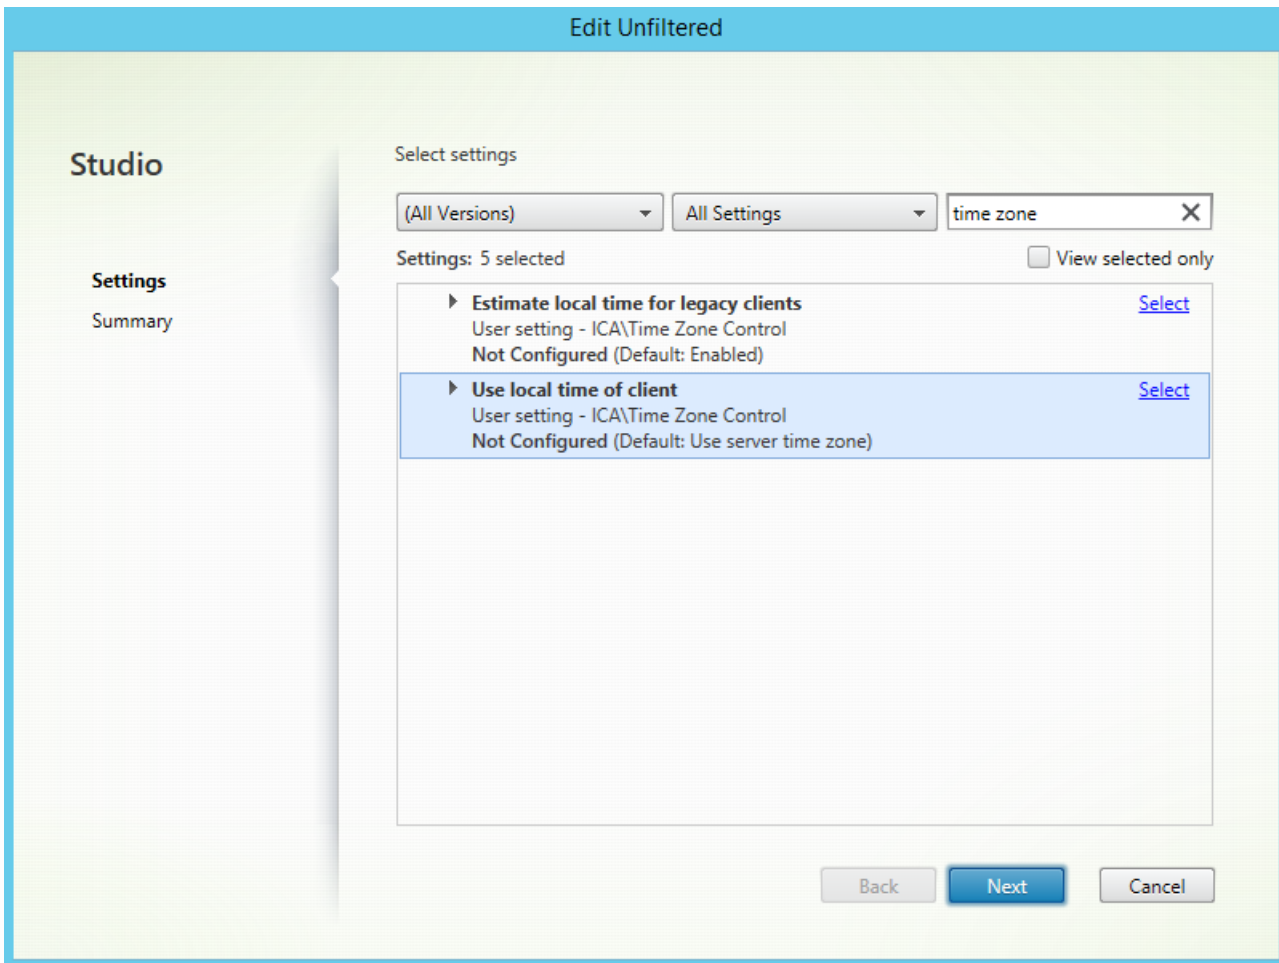 Edit Unfiltered
Studio
Settings
Summary
Select settings
(All Versions)
All Settings
time zone
Settings: 5 selected
View selected only
Estimate local time for legacy clients
Select
User setting - ICA\Time Zone Control
Not Configured (Default: Enabled)
Use local time of client
Select
User setting - ICA\Time Zone Control
Not Configured (Default: Use server time zone)
Back
Next
Cancel